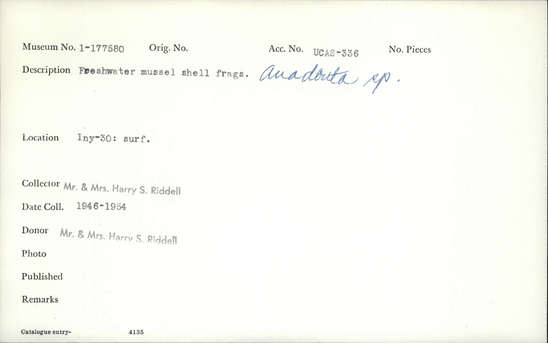 Museum No. 1-177580 Orig. No. Acc. No. UCAS-336 No. Pieces
Description Freshwater mussel shell frags. Anadonta sp.
Location Iny-30: surf.
Collector Mr. & Mrs. Harry S. Riddell
Date Coll. 1946-1954
Donor Mr. & Mrs. Harry S. Riddell
Photo
Published
Remarks
Catalogue entry- 4135